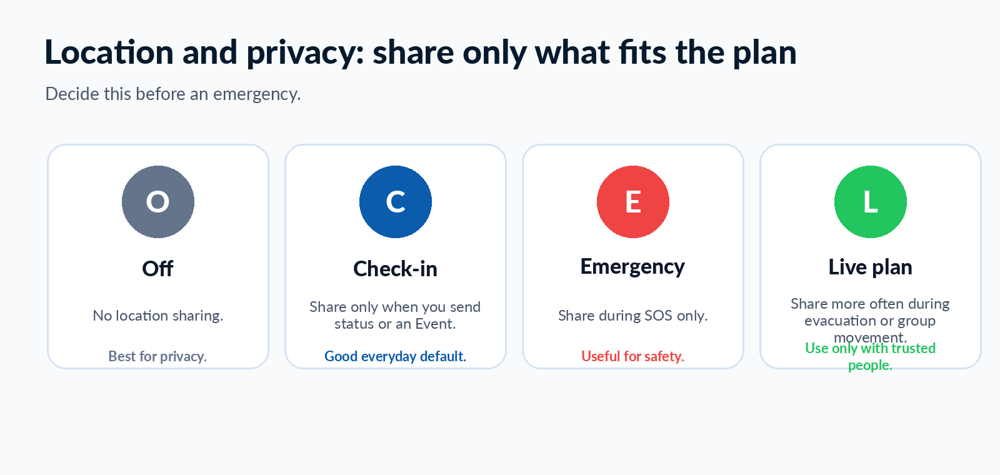 Location and privacy: share only what fits the plan
Decide this before an emergency.
O
Off
No location sharing.
Best for privacy.
C
Check-in
Share only when you send
status or an Event.
Good everyday default.
E
Emergency
Share during SOS only.
Useful for safety.
L
Live plan
Share more often during
evacuation or group
movement.
Use only with trusted
people.